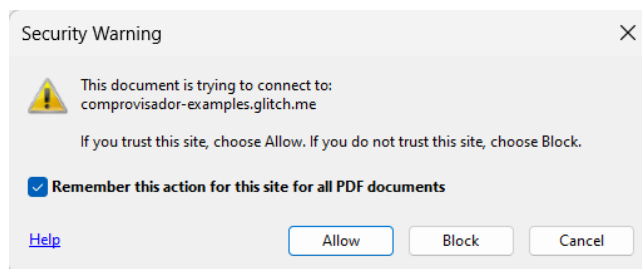 Security Warning
This document is trying to connect to:
comprovisador-examples.glitch.me
If you trust this site, choose Allow. If you do not trust this site, choose Block.
Remember this action for this site for all PDF documents
Help
Allow
Block
Cancel